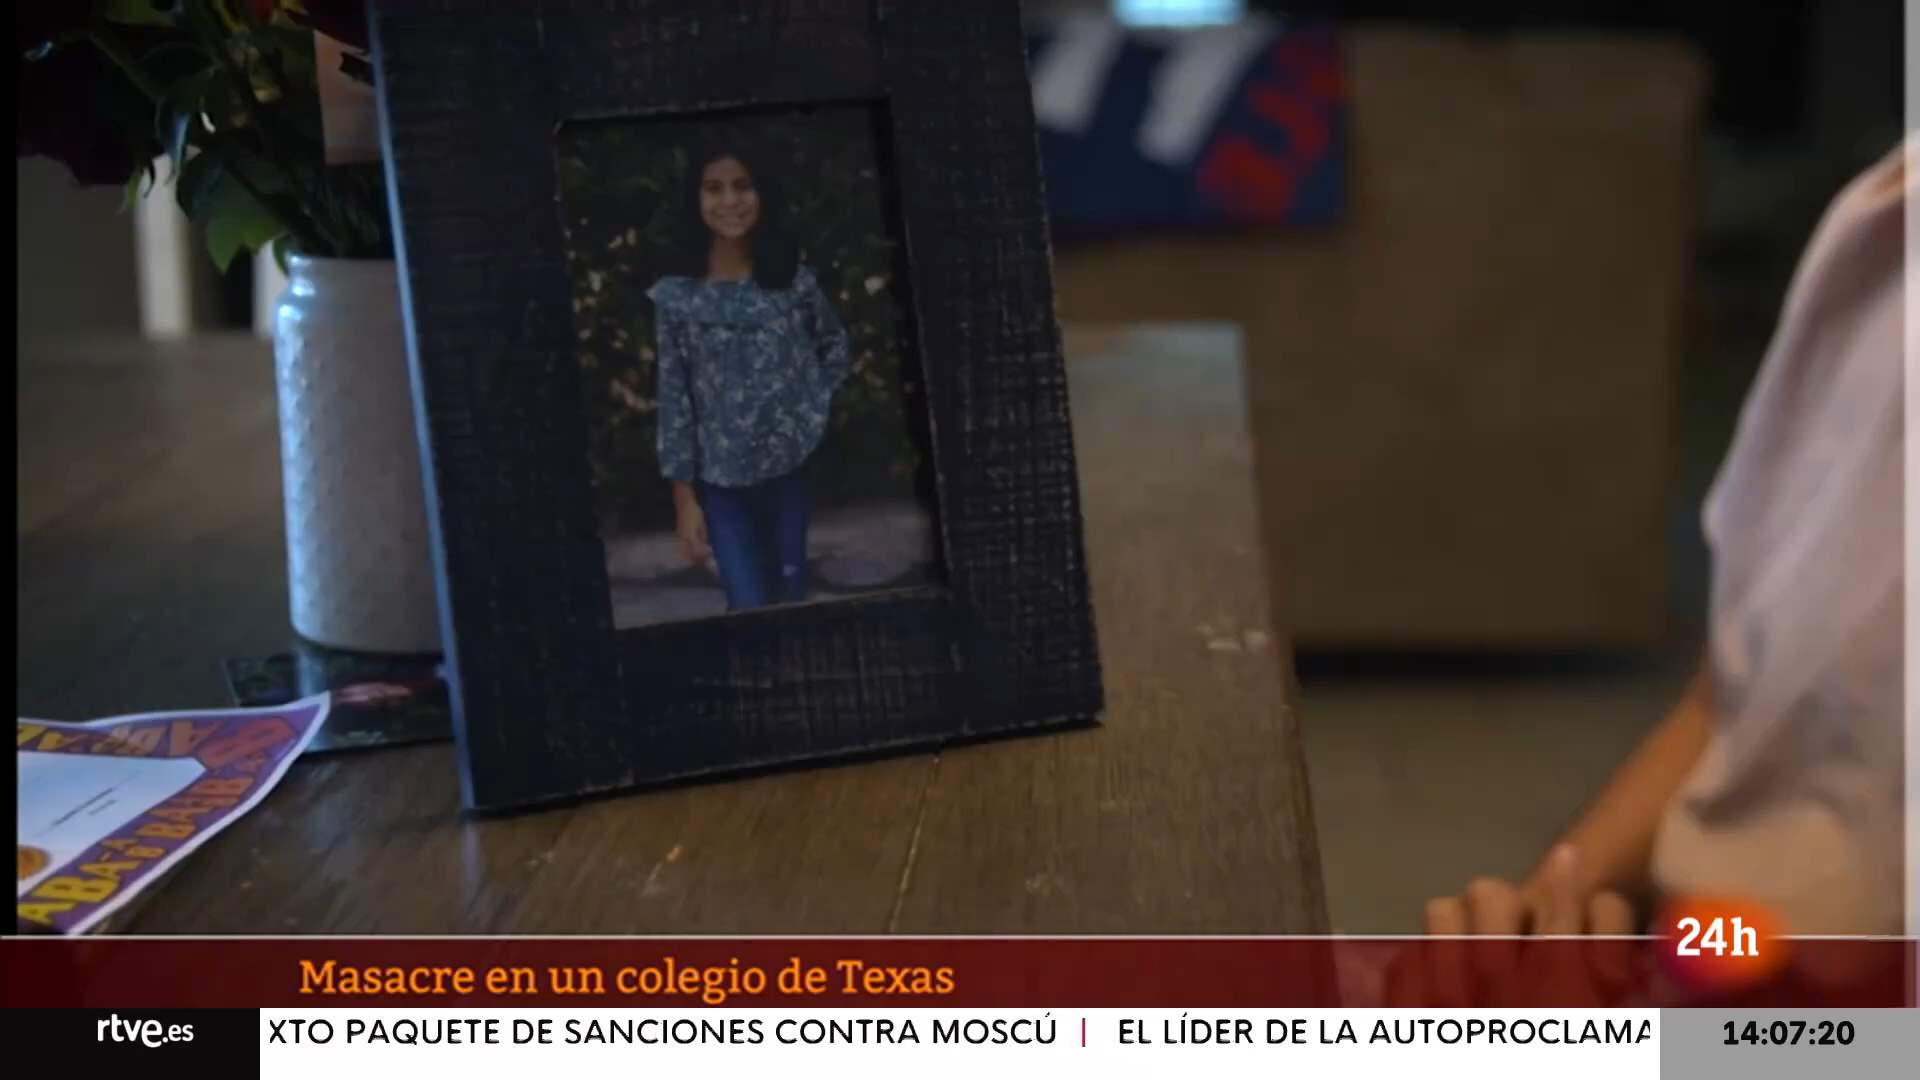 24h
Masacre en un colegio de Texas
rtve.es
XTO PAQUETE DE SANCIONES CONTRA MOSCÚ | EL LÍDER DE LA AUTOPROCLAMA
14:07:20